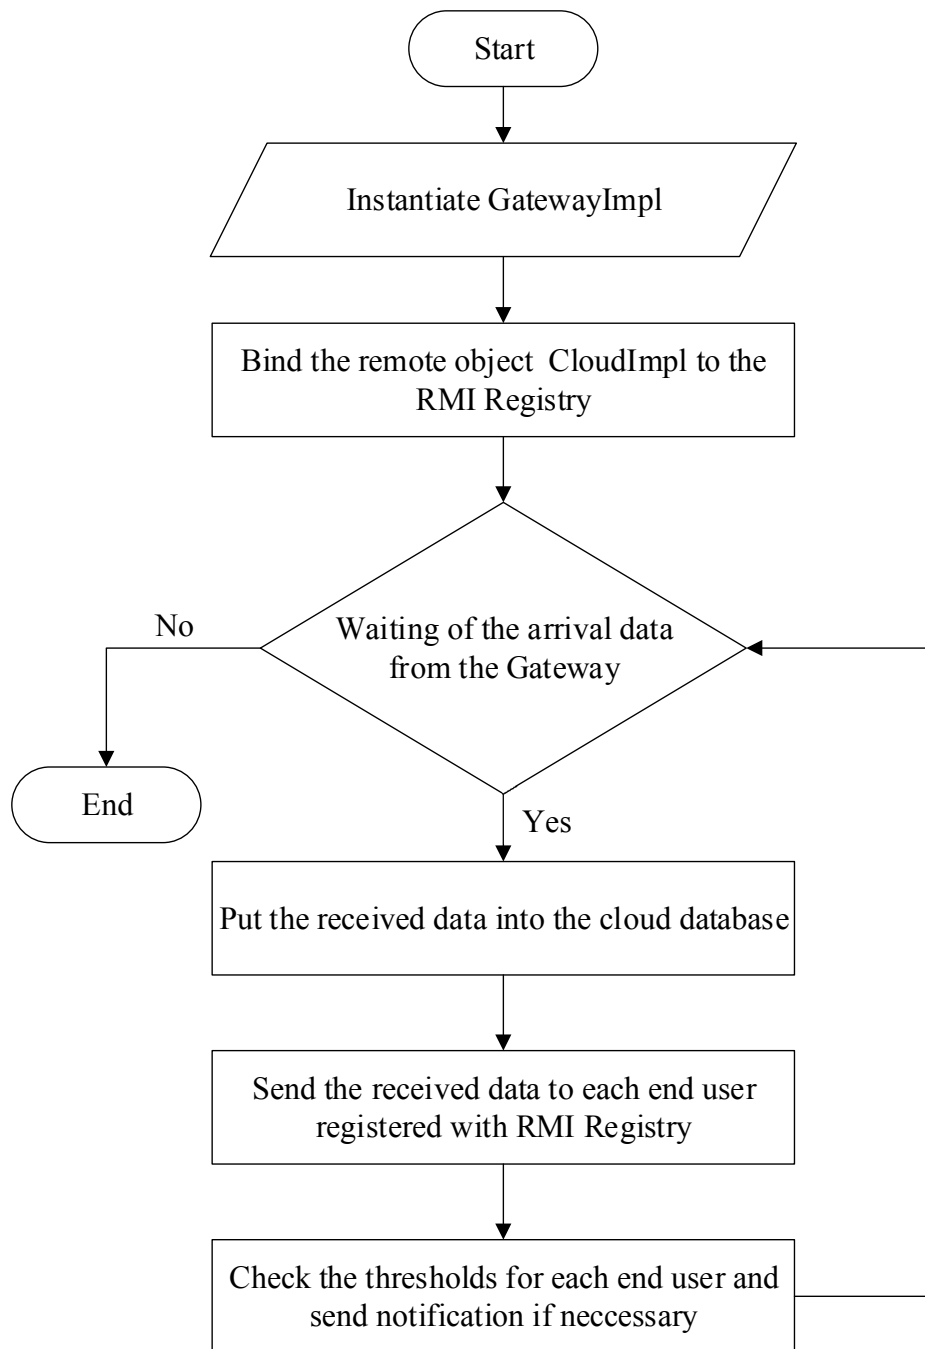 Start
Instantiate GatewayImpl
Bind the remote object  CloudImpl to the
RMI Registry
Waiting of the arrival data
from the Gateway
No
End
Yes
Put the received data into the cloud database
Send the received data to each end user
registered with RMI Registry
Check the thresholds for each end user and
send notification if neccessary